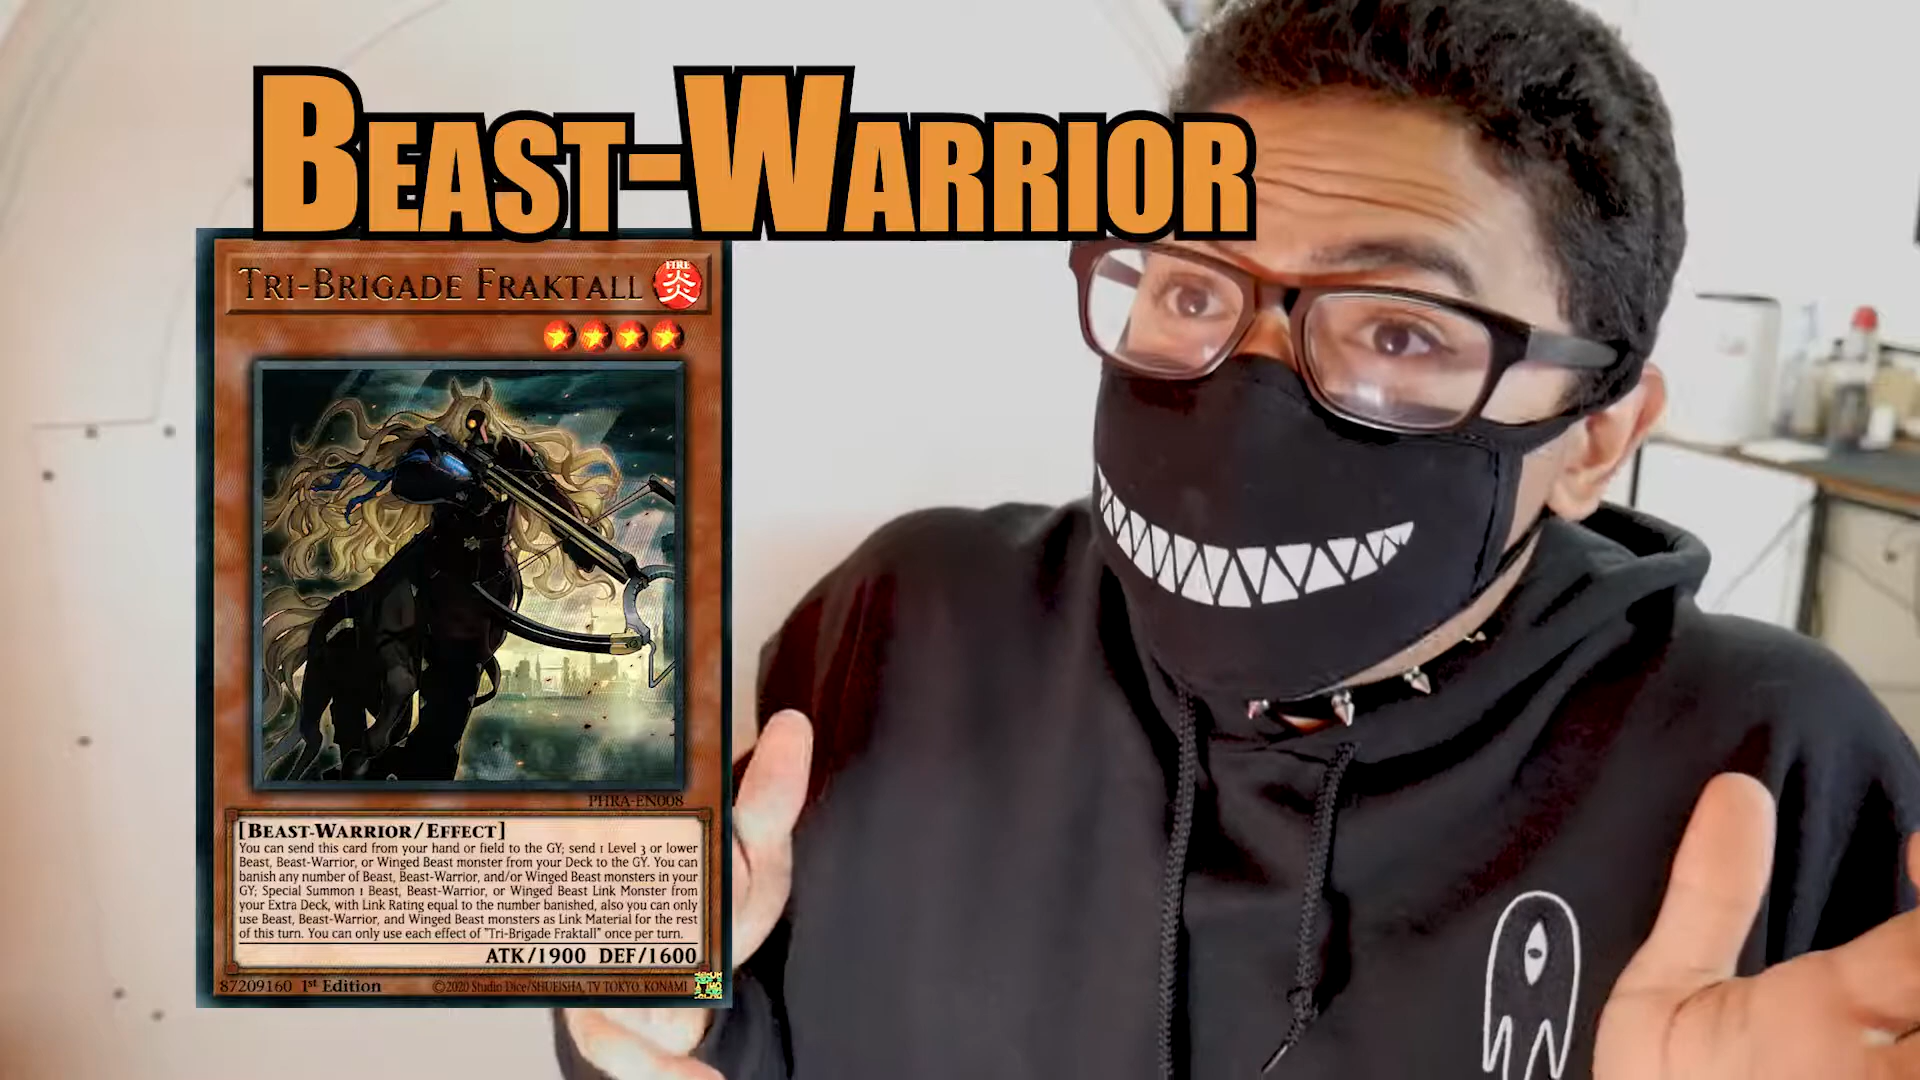 BEAST-WARRIOR
TRI-BRIGADE FRAKTALL
FIRE
炎
PHRA-EN008
[BEAST-WARRIOR/EFFECT]
You can send this card from your hand or field to the GY; send 1 Level 3 or lower
Beast, Beast-Warrior, or Winged Beast monster from your Deck to the GY. You can
banish any number of Beast, Beast-Warrior, and/or Winged Beast monsters in your
GY; Special Summon 1 Beast, Beast-Warrior, or Winged Beast Link Monster from
your Extra Deck, with Link Rating equal to the number banished, also you can only
use Beast, Beast-Warrior, and Winged Beast monsters as Link Material for the rest
of this turn. You can only use each effect of "Tri-Brigade Fraktall" once per turn.
ATK/1900 DEF/1600
87209160 1st Edition ©2020 Studio Dice/SHUEISHA, TV TOKYO, KONAMI